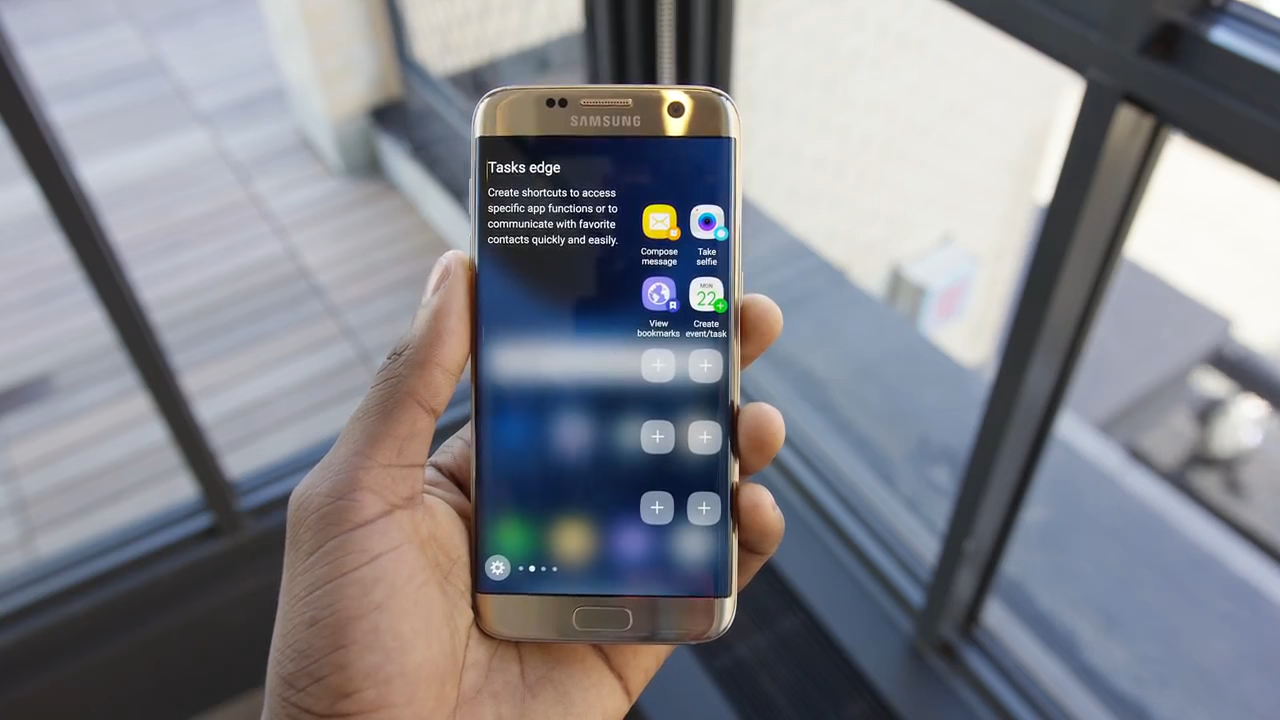 SAMSUNG
Tasks edge
Create shortcuts to access
specific app functions or to
communicate with favorite
contacts quickly and easily.
Compose
message
Take
selfie
MON
22
View
bookmarks
Create
event/task